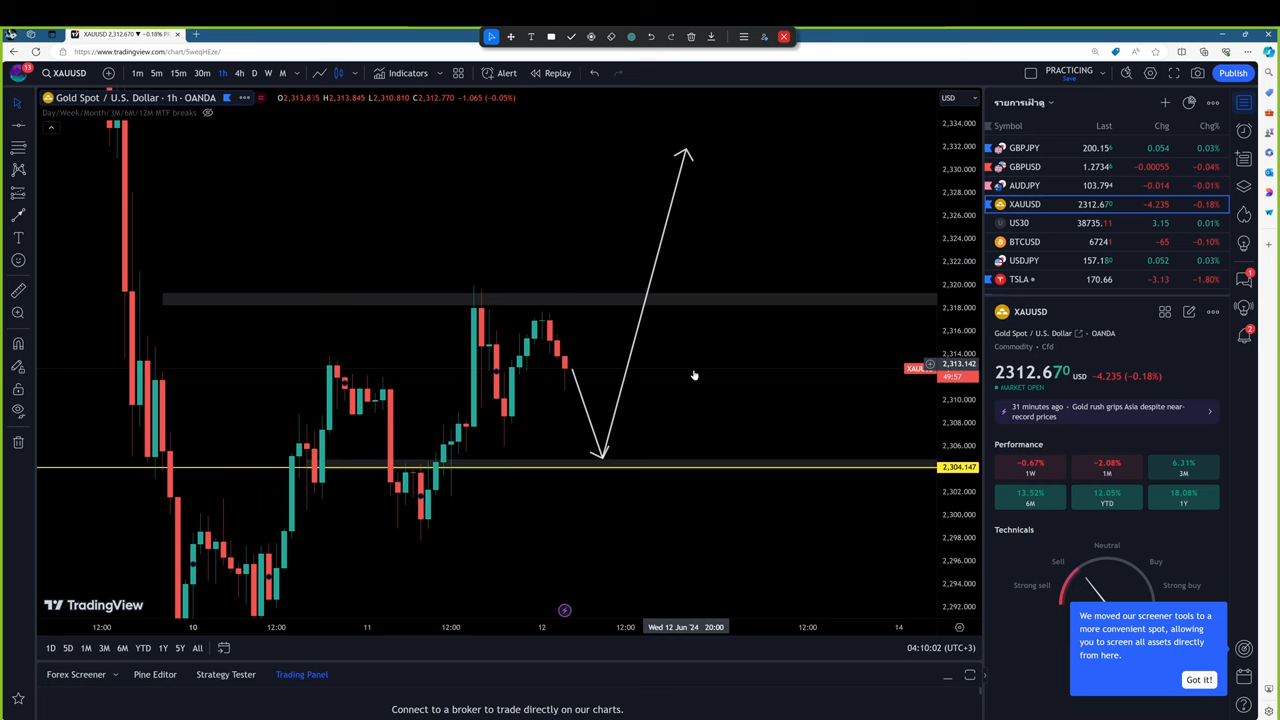 XAUUSD ▼ −0.18% P
https://www.tradingview.com/chart/5weqHEze/
13
XAUUSD
1m 5m 15m 30m 1h 4h D W M
Indicators
Alert
Replay
PRACTICING
Save
Publish
Gold Spot / U.S. Dollar · 1h · OANDA
O2,313.835 H2,313.845 L2,310.810 C2,312.770 −1.065 (−0.05%)
Day/Week/Month/3M/6M/12M MTF breaks
USD
2,334.000
2,332.000
2,330.000
2,328.000
2,326.000
2,324.000
2,322.000
2,320.000
2,318.000
2,316.000
2,314.000
2,313.142
49:57
2,310.000
2,308.000
2,306.000
2,304.147
2,302.000
2,300.000
2,298.000
2,296.000
2,294.000
2,292.000
TradingView
12:00 10 12:00 11 12:00 12 12:00 Wed 12 Jun '24 20:00 12:00 14
1D 5D 1M 3M 6M YTD 1Y 5Y All
04:10:02 (UTC+3)
Forex Screener
Pine Editor
Strategy Tester
Trading Panel
Connect to a broker to trade directly on our charts.
รายการเฝ้าดู
Symbol Last Chg Chg%
GBPJPY 200.156 0.054 0.03%
GBPUSD 1.27346 −0.00055 −0.04%
AUDJPY 103.794 −0.014 −0.01%
XAUUSD 2312.670 −4.235 −0.18%
US30 38735.11 3.15 0.01%
BTCUSD 67241 −65 −0.10%
USDJPY 157.180 0.052 0.03%
TSLA 170.66 −3.13 −1.80%
XAUUSD
Gold Spot / U.S. Dollar · OANDA
Commodity · Cfd
2312.670 USD −4.235 (−0.18%)
MARKET OPEN
31 minutes ago · Gold rush grips Asia despite near-
record prices
Performance
−0.67% −2.08% 6.31%
1W 1M 3M
13.52% 12.05% 18.08%
6M YTD 1Y
Technicals
Neutral
Sell Buy
Strong sell Strong buy
We moved our screener tools to a
more convenient spot, allowing
you to screen all assets directly
from here.
Got it!
1
2